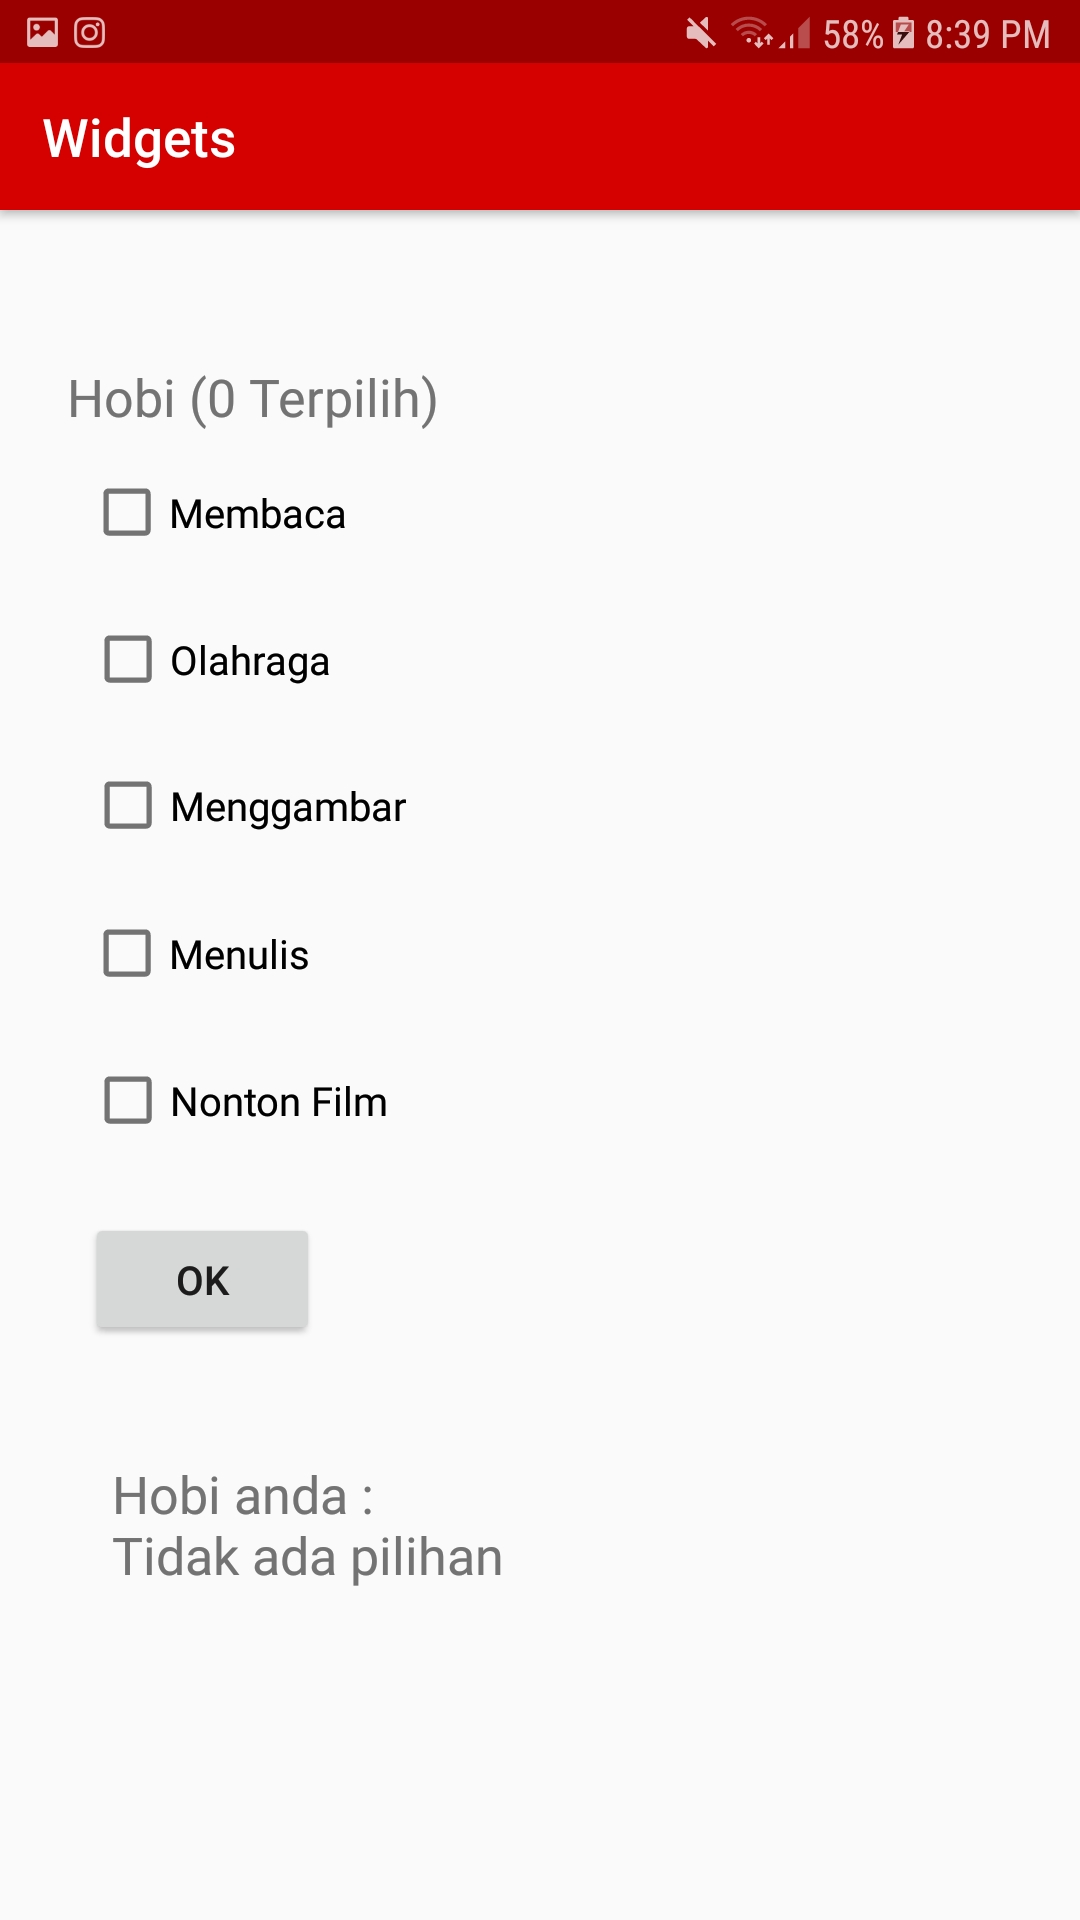 58% 8:39 PM
Widgets
Hobi (0 Terpilih)
Membaca
Olahraga
Menggambar
Menulis
Nonton Film
OK
Hobi anda :
Tidak ada pilihan